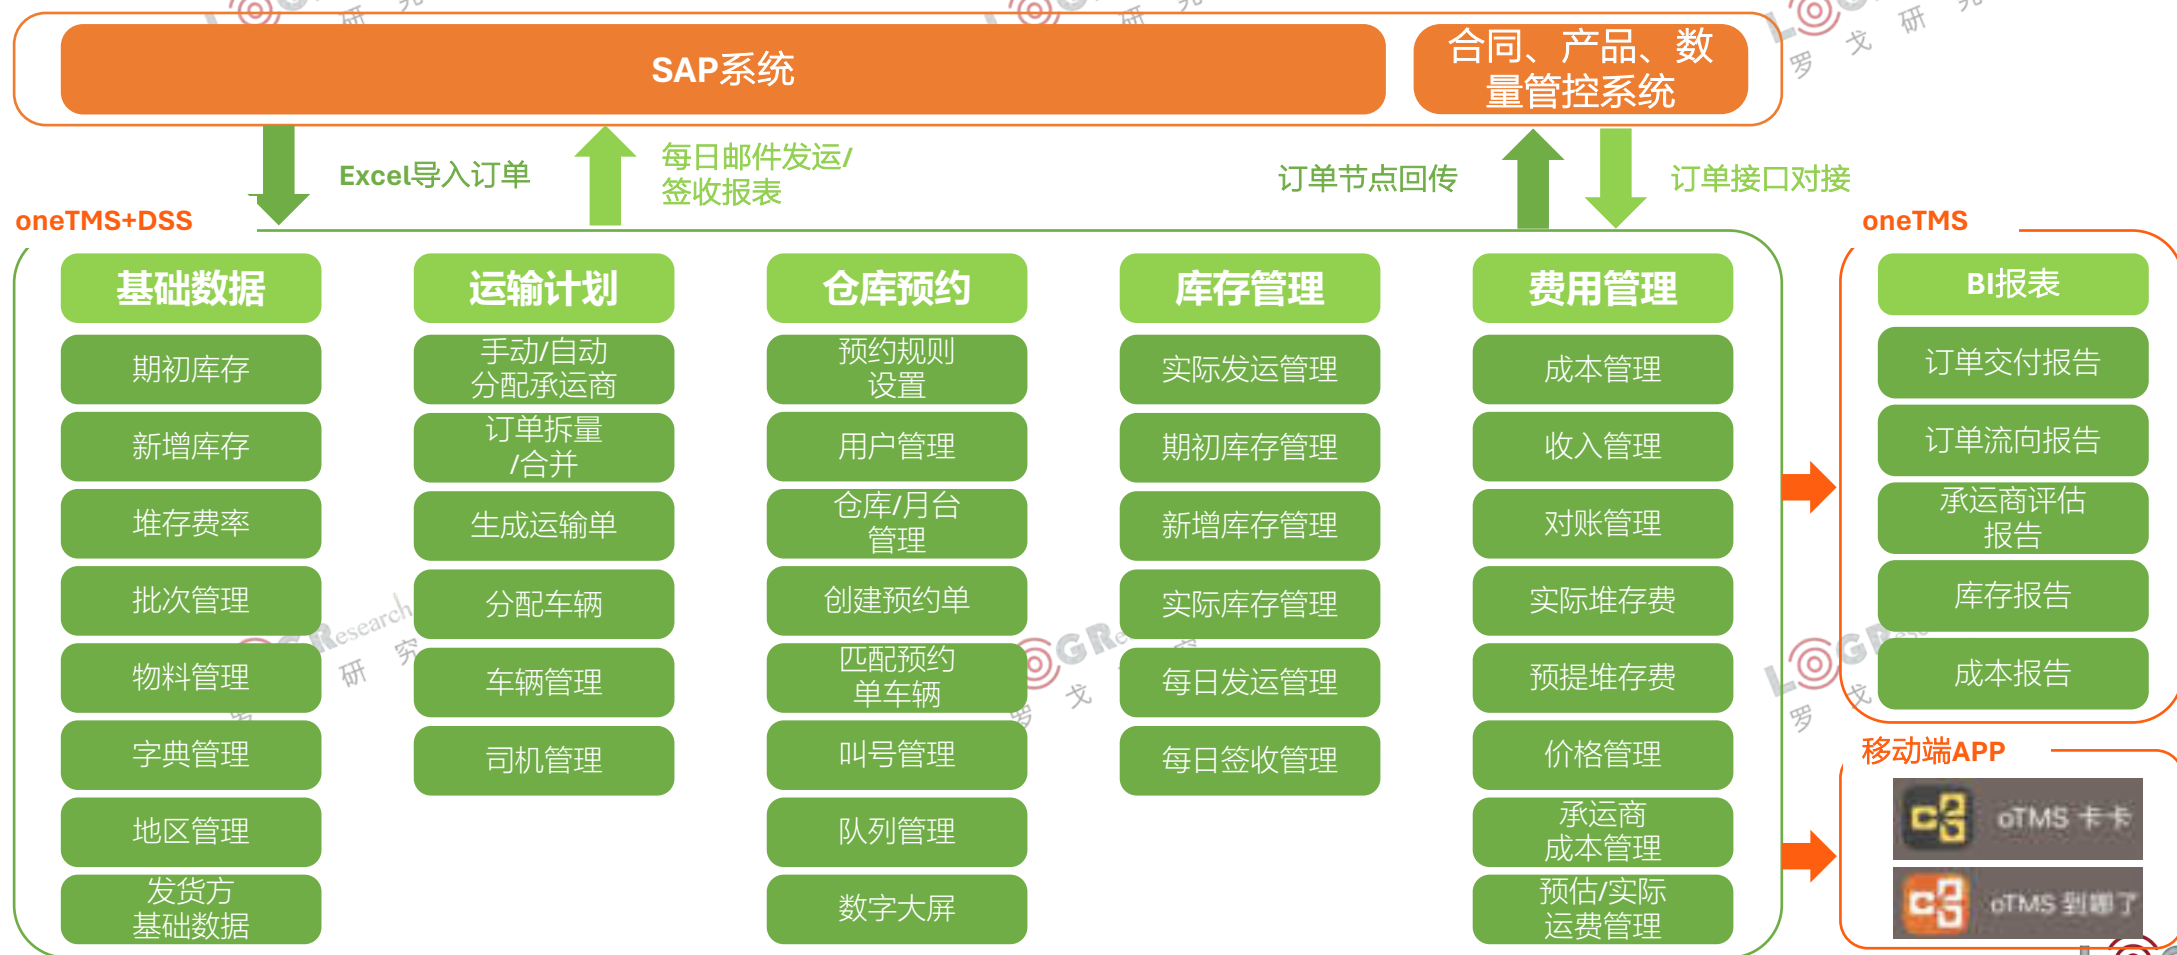 SAP系统
合同、产品、数
量管控系统
Excel导入订单
每日邮件发运/
签收报表
订单节点回传
订单接口对接
oneTMS+DSS
基础数据
期初库存
新增库存
堆存费率
批次管理
物料管理
字典管理
地区管理
发货方
基础数据
运输计划
手动/自动
分配承运商
订单拆量
/合并
生成运输单
分配车辆
车辆管理
司机管理
仓库预约
预约规则
设置
用户管理
仓库/月台
管理
创建预约单
匹配预约
单车辆
叫号管理
队列管理
数字大屏
库存管理
实际发运管理
期初库存管理
新增库存管理
实际库存管理
每日发运管理
每日签收管理
费用管理
成本管理
收入管理
对账管理
实际堆存费
预提堆存费
价格管理
承运商
成本管理
预估/实际
运费管理
oneTMS
BI报表
订单交付报告
订单流向报告
承运商评估
报告
库存报告
成本报告
移动端APP
oTMS 卡卡
oTMS 到哪了
罗戈研究
研究
戈
罗戈